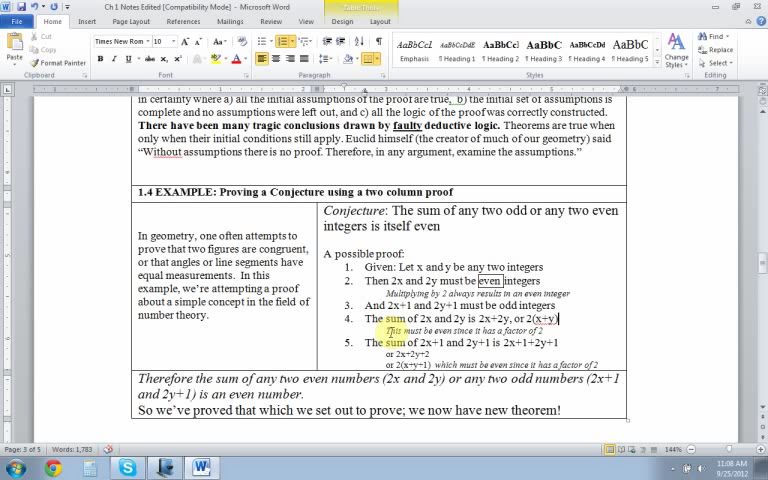 Ch 1 Notes Edited [Compatibility Mode] - Microsoft Word
Table Tools
File Home Insert Page Layout References Mailings Review View Design Layout
Paste
Cut
Copy
Format Painter
Clipboard
Times New Rom 10
Font
Paragraph
AaBbCcI AaBbCcDdE AaBbCcI AaBbC AaBbCcDd AaBbC
Emphasis ¶ Heading 1 ¶ Heading 2 ¶ Heading 3 ¶ Heading 4 ¶ Heading 5
Styles
Change Styles
Find
Replace
Select
Editing
in certainty where a) all the initial assumptions of the proof are true, b) the initial set of assumptions is
complete and no assumptions were left out, and c) all the logic of the proof was correctly constructed.
There have been many tragic conclusions drawn by faulty deductive logic. Theorems are true when
only when their initial conditions still apply. Euclid himself (the creator of much of our geometry) said
“Without assumptions there is no proof. Therefore, in any argument, examine the assumptions.”
1.4 EXAMPLE: Proving a Conjecture using a two column proof
In geometry, one often attempts to
prove that two figures are congruent,
or that angles or line segments have
equal measurements. In this
example, we’re attempting a proof
about a simple concept in the field of
number theory.
Conjecture: The sum of any two odd or any two even
integers is itself even
A possible proof:
1. Given: Let x and y be any two integers
2. Then 2x and 2y must be even integers
Multiplying by 2 always results in an even integer
3. And 2x+1 and 2y+1 must be odd integers
4. The sum of 2x and 2y is 2x+2y, or 2(x+y)
This must be even since it has a factor of 2
5. The sum of 2x+1 and 2y+1 is 2x+1+2y+1
or 2x+2y+2
or 2(x+y+1) which must be even since it has a factor of 2
Therefore the sum of any two even numbers (2x and 2y) or any two odd numbers (2x+1
and 2y+1) is an even number.
So we’ve proved that which we set out to prove; we now have new theorem!
Page: 3 of 5 Words: 1,783 144%
11:08 AM
9/25/2012